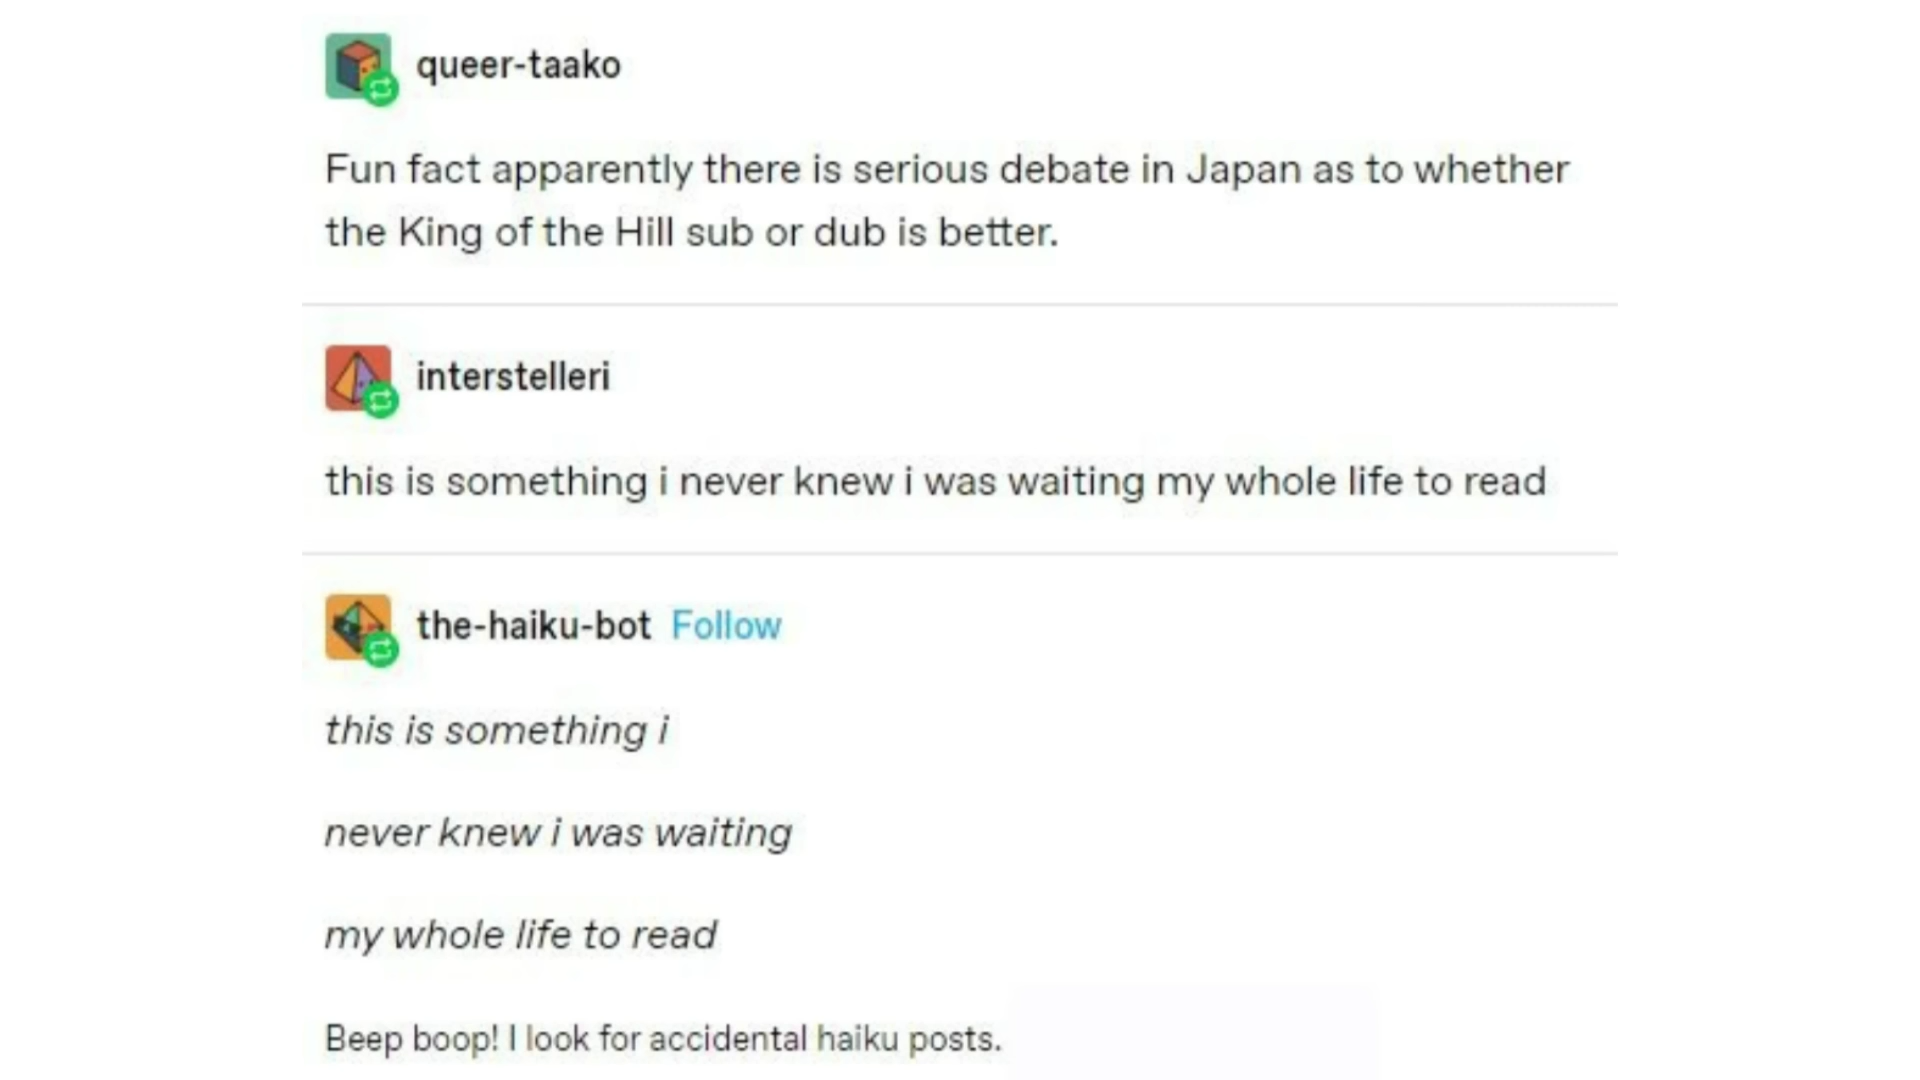 queer-taako
Fun fact apparently there is serious debate in Japan as to whether
the King of the Hill sub or dub is better.
interstelleri
this is something i never knew i was waiting my whole life to read
the-haiku-bot Follow
this is something i
never knew i was waiting
my whole life to read
Beep boop! I look for accidental haiku posts.